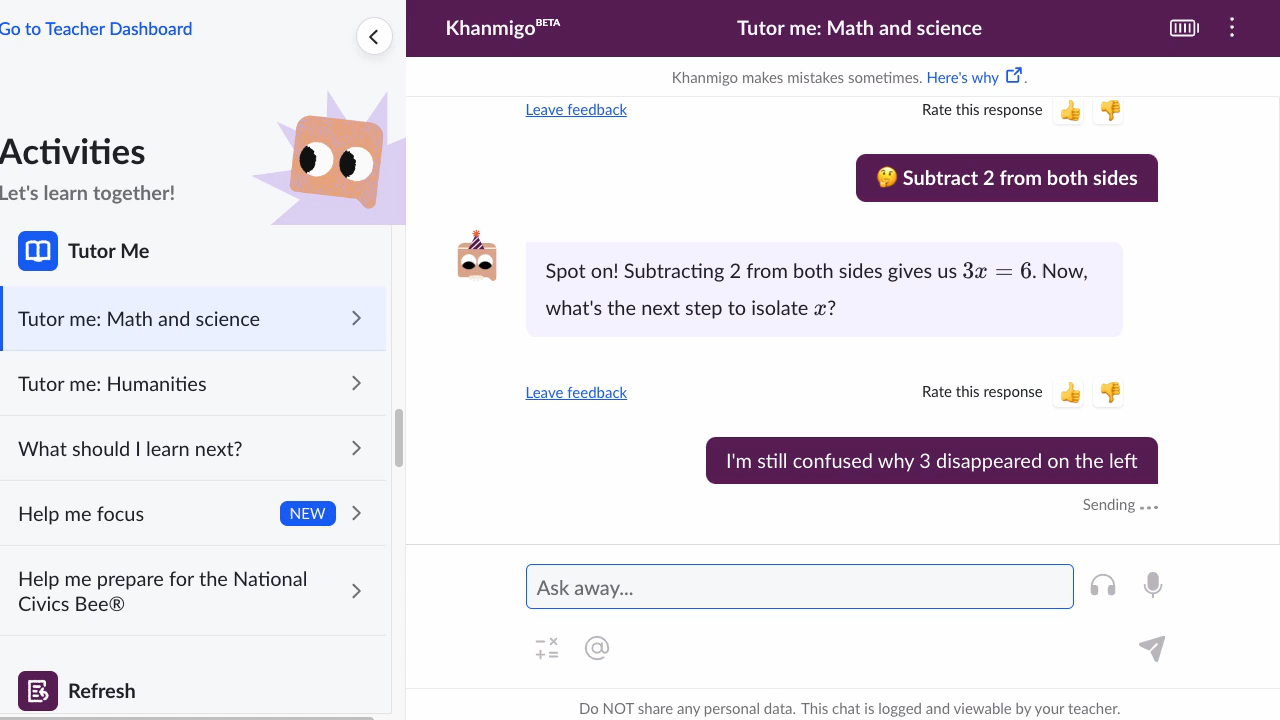 Go to Teacher Dashboard
Activities
Let's learn together!
Tutor Me
Tutor me: Math and science
Tutor me: Humanities
What should I learn next?
Help me focus
NEW
Help me prepare for the National
Civics Bee®
Refresh
KhanmigoBETA
Tutor me: Math and science
Khanmigo makes mistakes sometimes. Here's why.
Leave feedback
Rate this response
🤔 Subtract 2 from both sides
Spot on! Subtracting 2 from both sides gives us 3x = 6. Now,
what's the next step to isolate x?
Leave feedback
Rate this response
I'm still confused why 3 disappeared on the left
Sending
Ask away...
Do NOT share any personal data. This chat is logged and viewable by your teacher.